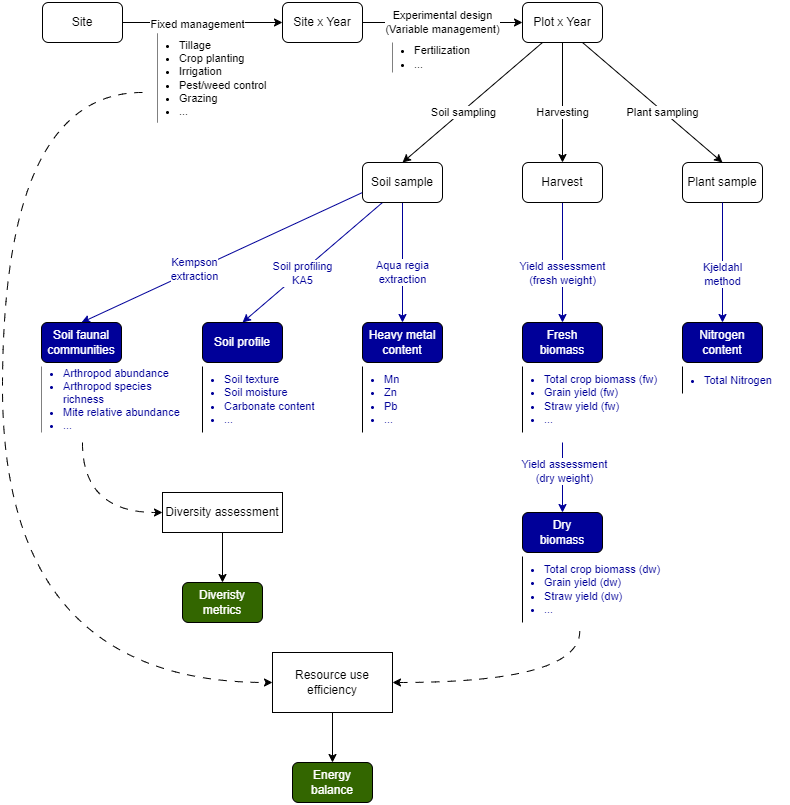 Site
Fixed management
Tillage
Crop planting
Irrigation
Pest/weed control
Grazing
...
Site x Year
Experimental design
(Variable management)
Fertilization
...
Plot x Year
Soil sampling
Harvesting
Plant sampling
Soil sample
Harvest
Plant sample
Kempson
extraction
Soil profiling
KA5
Aqua regia
extraction
Yield assessment
(fresh weight)
Kjeldahl
method
Soil faunal
communities
Arthropod abundance
Arthropod species
richness
Mite relative abundance
...
Soil profile
Soil texture
Soil moisture
Carbonate content
...
Heavy metal
content
Mn
Zn
Pb
...
Fresh
biomass
Total crop biomass (fw)
Grain yield (fw)
Straw yield (fw)
...
Nitrogen
content
Total Nitrogen
Yield assessment
(dry weight)
Dry
biomass
Total crop biomass (dw)
Grain yield (dw)
Straw yield (dw)
...
Diversity assessment
Diveristy
metrics
Resource use
efficiency
Energy
balance